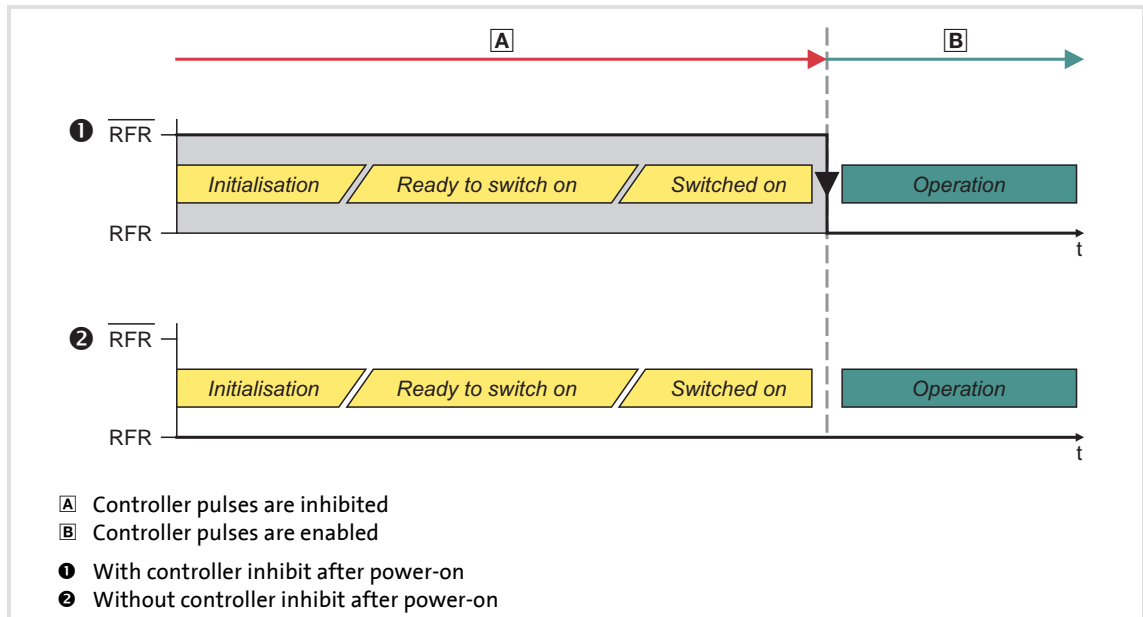 A B
❶ R̅F̅R̅
Initialisation Ready to switch on Switched on Operation
RFR
t
❷ R̅F̅R̅
Initialisation Ready to switch on Switched on Operation
RFR
t
A Controller pulses are inhibited
B Controller pulses are enabled
❶ With controller inhibit after power-on
❷ Without controller inhibit after power-on